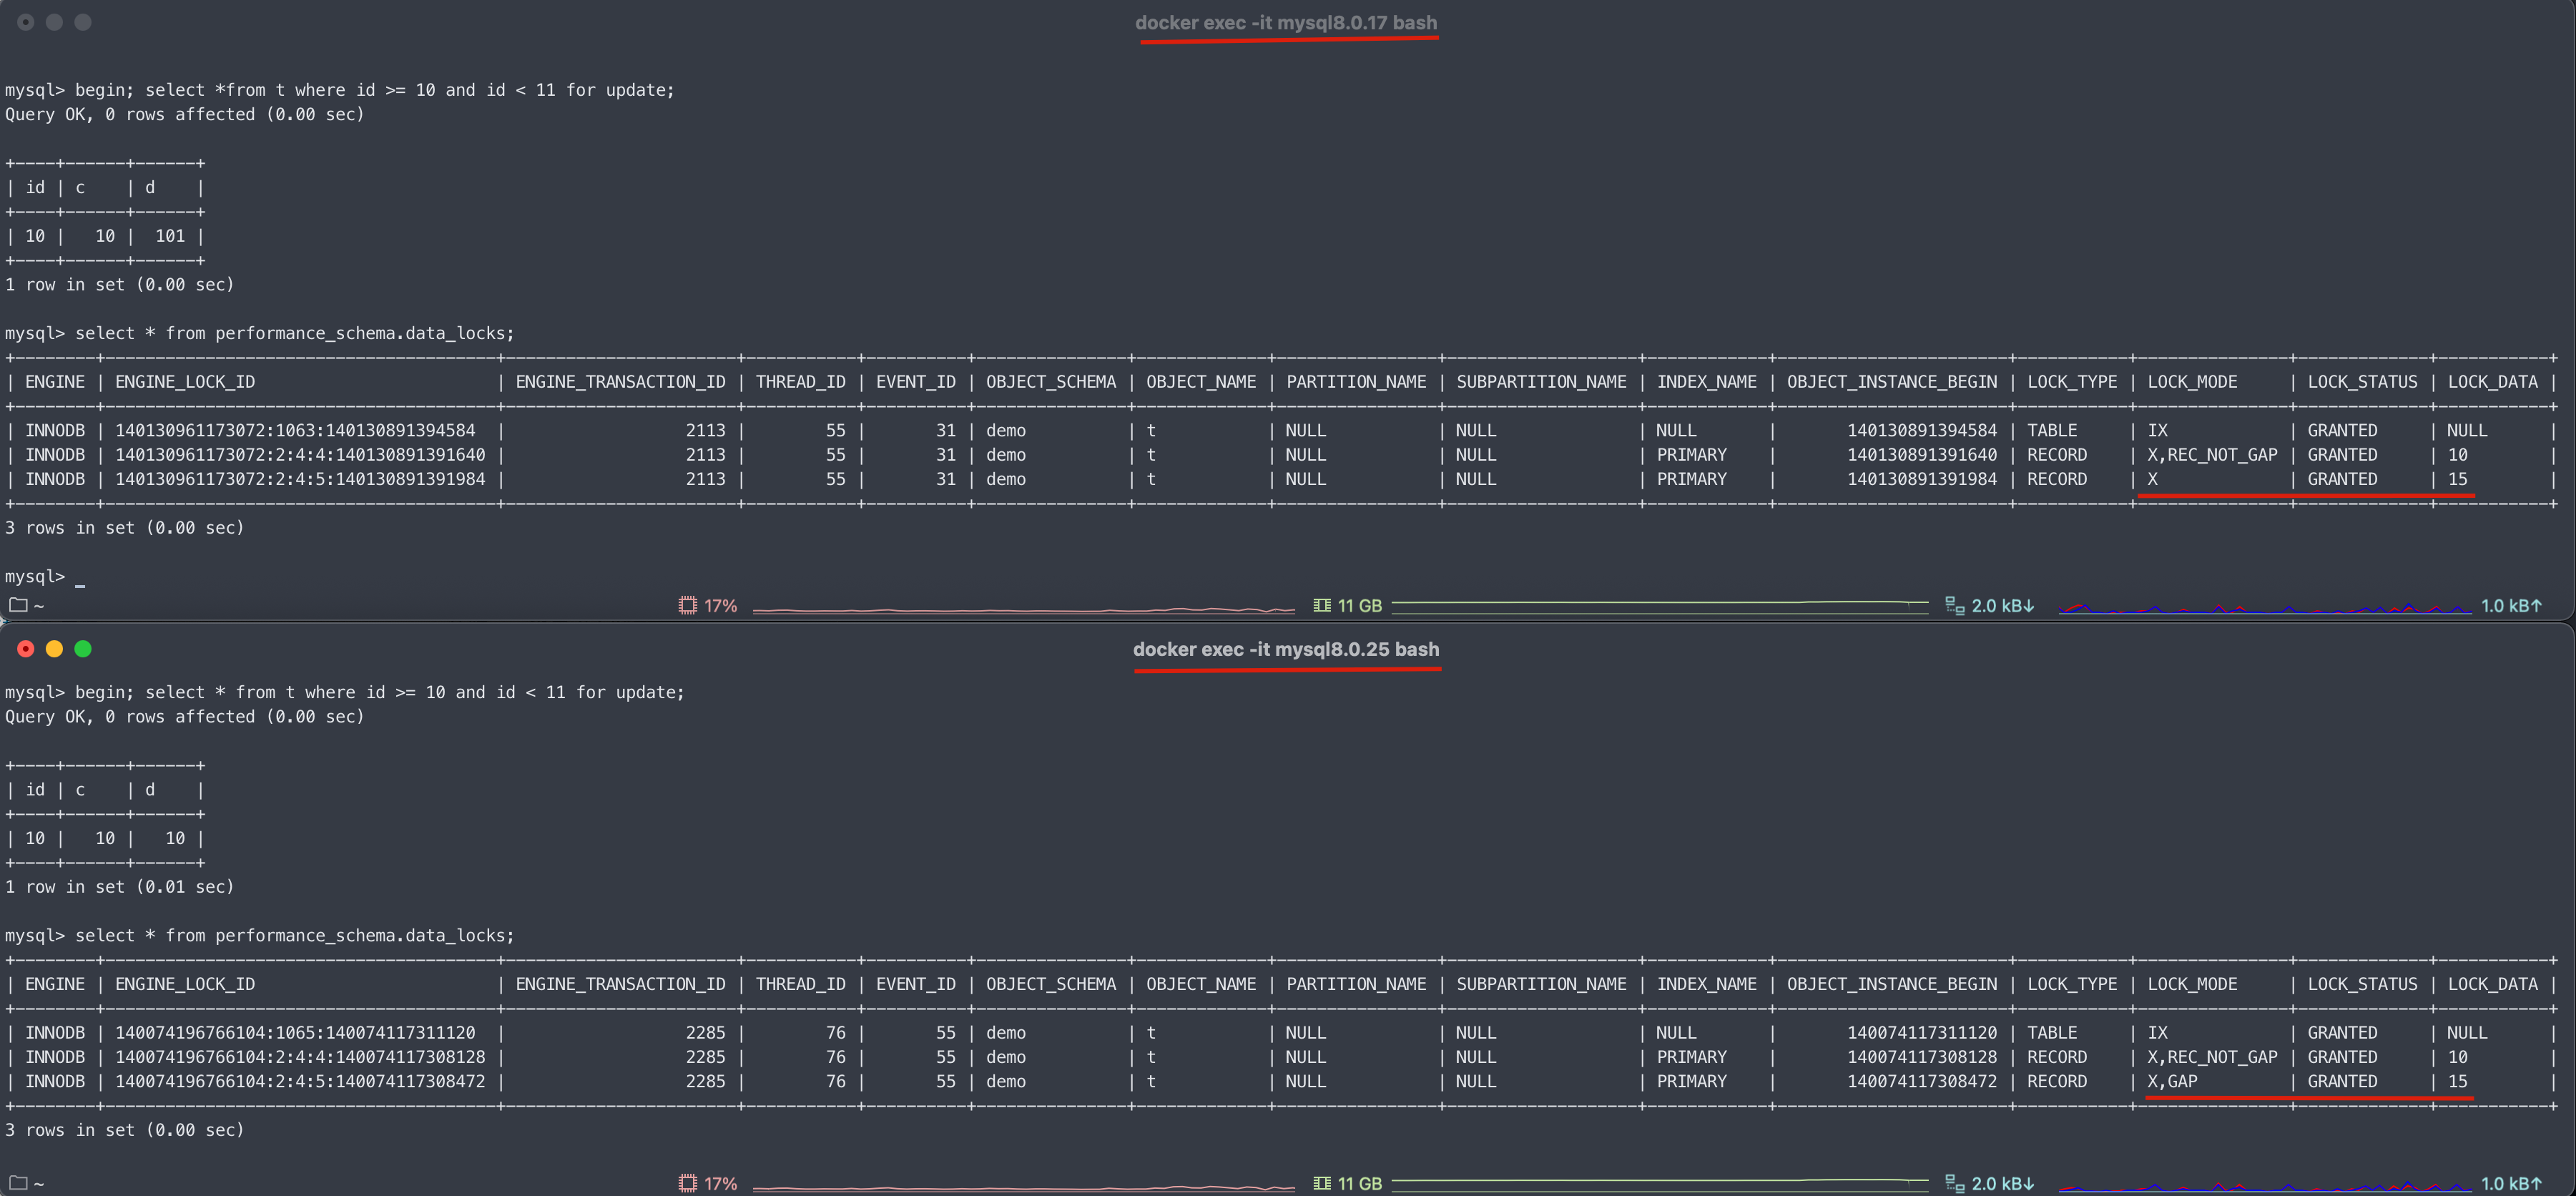 docker exec -it mysql8.0.17 bash
mysql> begin; select *from t where id >= 10 and id < 11 for update;
Query OK, 0 rows affected (0.00 sec)
+----+------+------+
| id | c    | d    |
+----+------+------+
| 10 |   10 |  101 |
+----+------+------+
1 row in set (0.00 sec)
mysql> select * from performance_schema.data_locks;
+--------+---------------------------------------+-----------------------+-----------+----------+---------------+-------------+----------------+-------------------+------------+-----------------------+-----------+---------------+-------------+-----------+
| ENGINE | ENGINE_LOCK_ID                        | ENGINE_TRANSACTION_ID | THREAD_ID | EVENT_ID | OBJECT_SCHEMA | OBJECT_NAME | PARTITION_NAME | SUBPARTITION_NAME | INDEX_NAME | OBJECT_INSTANCE_BEGIN | LOCK_TYPE | LOCK_MODE     | LOCK_STATUS | LOCK_DATA |
+--------+---------------------------------------+-----------------------+-----------+----------+---------------+-------------+----------------+-------------------+------------+-----------------------+-----------+---------------+-------------+-----------+
| INNODB | 140130961173072:1063:140130891394584  |                  2113 |        55 |       31 | demo          | t           | NULL           | NULL              | NULL       |       140130891394584 | TABLE     | IX            | GRANTED     | NULL      |
| INNODB | 140130961173072:2:4:4:140130891391640 |                  2113 |        55 |       31 | demo          | t           | NULL           | NULL              | PRIMARY    |       140130891391640 | RECORD    | X,REC_NOT_GAP | GRANTED     | 10        |
| INNODB | 140130961173072:2:4:5:140130891391984 |                  2113 |        55 |       31 | demo          | t           | NULL           | NULL              | PRIMARY    |       140130891391984 | RECORD    | X             | GRANTED     | 15        |
+--------+---------------------------------------+-----------------------+-----------+----------+---------------+-------------+----------------+-------------------+------------+-----------------------+-----------+---------------+-------------+-----------+
3 rows in set (0.00 sec)
mysql> _
~ 17% 11 GB 2.0 kB↓ 1.0 kB↑
docker exec -it mysql8.0.25 bash
mysql> begin; select * from t where id >= 10 and id < 11 for update;
Query OK, 0 rows affected (0.00 sec)
+----+------+------+
| id | c    | d    |
+----+------+------+
| 10 |   10 |   10 |
+----+------+------+
1 row in set (0.01 sec)
mysql> select * from performance_schema.data_locks;
+--------+---------------------------------------+-----------------------+-----------+----------+---------------+-------------+----------------+-------------------+------------+-----------------------+-----------+---------------+-------------+-----------+
| ENGINE | ENGINE_LOCK_ID                        | ENGINE_TRANSACTION_ID | THREAD_ID | EVENT_ID | OBJECT_SCHEMA | OBJECT_NAME | PARTITION_NAME | SUBPARTITION_NAME | INDEX_NAME | OBJECT_INSTANCE_BEGIN | LOCK_TYPE | LOCK_MODE     | LOCK_STATUS | LOCK_DATA |
+--------+---------------------------------------+-----------------------+-----------+----------+---------------+-------------+----------------+-------------------+------------+-----------------------+-----------+---------------+-------------+-----------+
| INNODB | 140074196766104:1065:140074117311120  |                  2285 |        76 |       55 | demo          | t           | NULL           | NULL              | NULL       |       140074117311120 | TABLE     | IX            | GRANTED     | NULL      |
| INNODB | 140074196766104:2:4:4:140074117308128 |                  2285 |        76 |       55 | demo          | t           | NULL           | NULL              | PRIMARY    |       140074117308128 | RECORD    | X,REC_NOT_GAP | GRANTED     | 10        |
| INNODB | 140074196766104:2:4:5:140074117308472 |                  2285 |        76 |       55 | demo          | t           | NULL           | NULL              | PRIMARY    |       140074117308472 | RECORD    | X,GAP         | GRANTED     | 15        |
+--------+---------------------------------------+-----------------------+-----------+----------+---------------+-------------+----------------+-------------------+------------+-----------------------+-----------+---------------+-------------+-----------+
3 rows in set (0.00 sec)
~ 17% 11 GB 2.0 kB↓ 1.0 kB↑